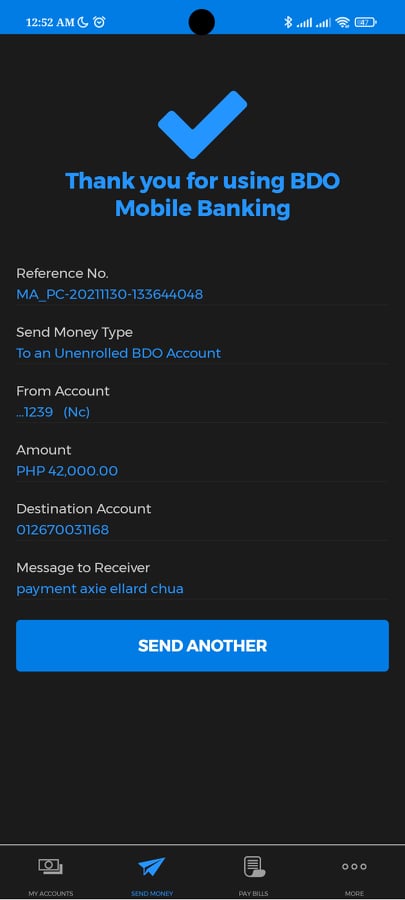 12:52 AM
47
Thank you for using BDO
Mobile Banking
Reference No.
MA_PC-20211130-133644048
Send Money Type
To an Unenrolled BDO Account
From Account
...1239 (Nc)
Amount
PHP 42,000.00
Destination Account
012670031168
Message to Receiver
payment axie ellard chua
SEND ANOTHER
MY ACCOUNTS
SEND MONEY
PAY BILLS
MORE